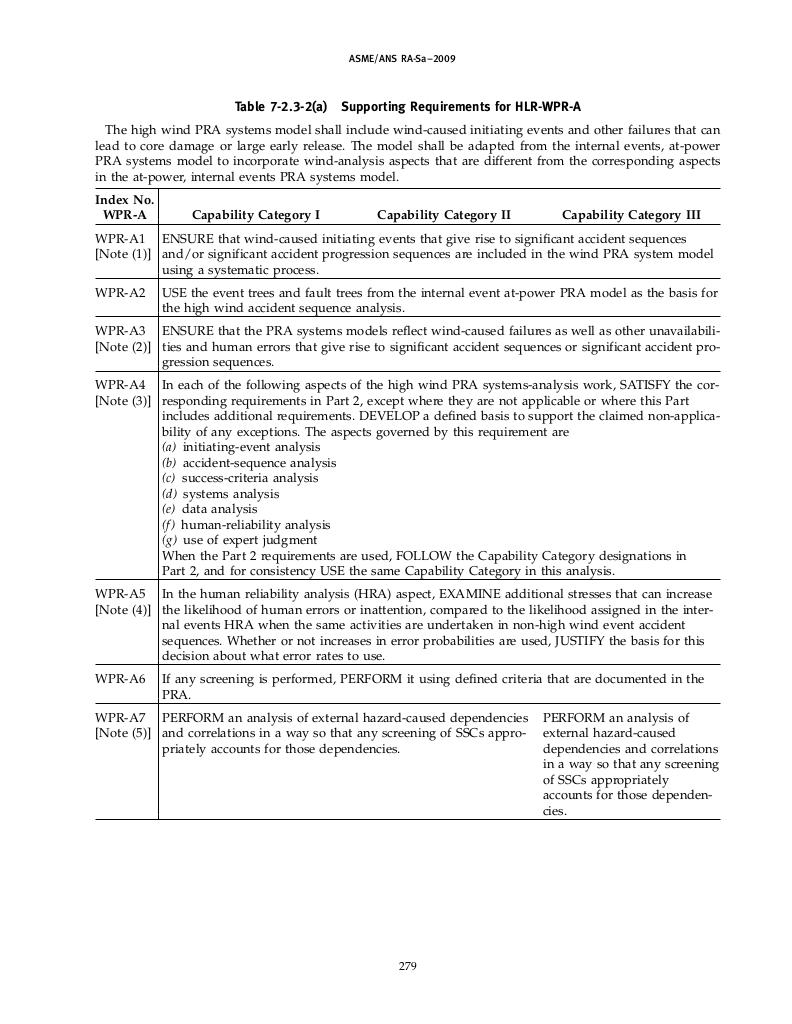 ASME/ANS RA-Sa–2009
Table 7-2.3-2(a) Supporting Requirements for HLR-WPR-A
The high wind PRA systems model shall include wind-caused initiating events and other failures that can
lead to core damage or large early release. The model shall be adapted from the internal events, at-power
PRA systems model to incorporate wind-analysis aspects that are different from the corresponding aspects
in the at-power, internal events PRA systems model.
Index No.
WPR-A Capability Category I Capability Category II Capability Category III
WPR-A1 ENSURE that wind-caused initiating events that give rise to significant accident sequences
[Note (1)] and/or significant accident progression sequences are included in the wind PRA system model
using a systematic process.
WPR-A2 USE the event trees and fault trees from the internal event at-power PRA model as the basis for
the high wind accident sequence analysis.
WPR-A3 ENSURE that the PRA systems models reflect wind-caused failures as well as other unavailabili-
[Note (2)] ties and human errors that give rise to significant accident sequences or significant accident pro-
gression sequences.
WPR-A4 In each of the following aspects of the high wind PRA systems-analysis work, SATISFY the cor-
[Note (3)] responding requirements in Part 2, except where they are not applicable or where this Part
includes additional requirements. DEVELOP a defined basis to support the claimed non-applica-
bility of any exceptions. The aspects governed by this requirement are
(a) initiating-event analysis
(b) accident-sequence analysis
(c) success-criteria analysis
(d) systems analysis
(e) data analysis
(f) human-reliability analysis
(g) use of expert judgment
When the Part 2 requirements are used, FOLLOW the Capability Category designations in
Part 2, and for consistency USE the same Capability Category in this analysis.
WPR-A5 In the human reliability analysis (HRA) aspect, EXAMINE additional stresses that can increase
[Note (4)] the likelihood of human errors or inattention, compared to the likelihood assigned in the inter-
nal events HRA when the same activities are undertaken in non-high wind event accident
sequences. Whether or not increases in error probabilities are used, JUSTIFY the basis for this
decision about what error rates to use.
WPR-A6 If any screening is performed, PERFORM it using defined criteria that are documented in the
PRA.
WPR-A7 PERFORM an analysis of external hazard-caused dependencies PERFORM an analysis of
[Note (5)] and correlations in a way so that any screening of SSCs appro- external hazard-caused
priately accounts for those dependencies. dependencies and correlations
in a way so that any screening
of SSCs appropriately
accounts for those dependen-
cies.
279